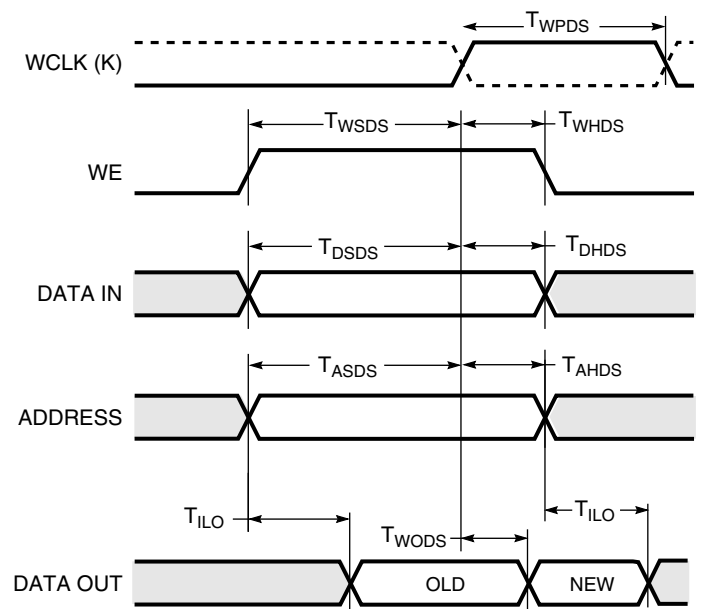 T_WPDS
WCLK (K)
T_WSDS T_WHDS
WE
T_DSDS T_DHDS
DATA IN
T_ASDS T_AHDS
ADDRESS
T_ILO T_WODS T_ILO
DATA OUT OLD NEW